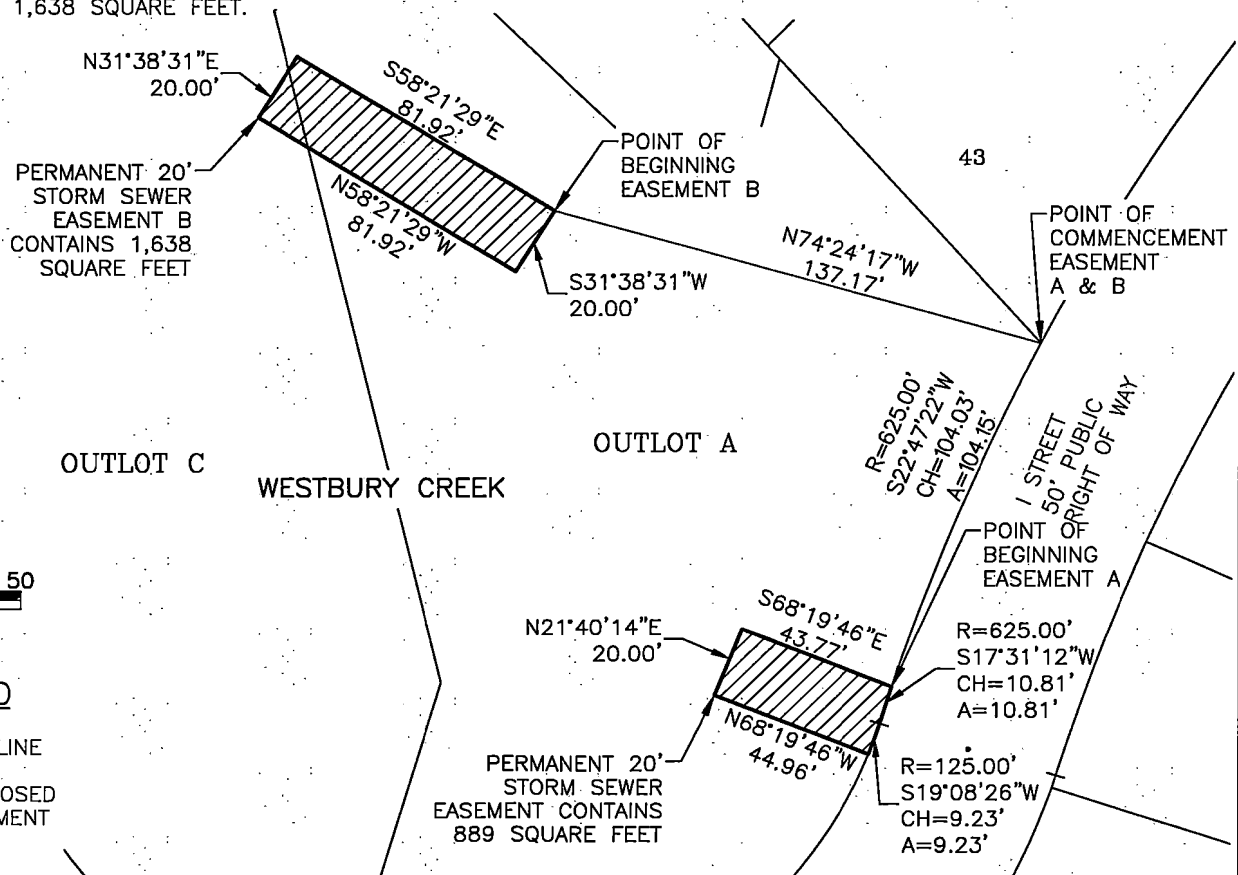 1,638 SQUARE FEET.
N31°38'31"E
20.00'
S58°21'29"E
81.92'
PERMANENT 20'
STORM SEWER
EASEMENT B
CONTAINS 1,638
SQUARE FEET
N58°21'29"W
81.92'
POINT OF
BEGINNING
EASEMENT B
S31°38'31"W
20.00'
43
N74°24'17"W
137.17'
POINT OF
COMMENCEMENT
EASEMENT
A & B
R=625.00'
S22°47'22"W
CH=104.03'
A=104.15'
I STREET
50' PUBLIC
RIGHT OF WAY
OUTLOT C
WESTBURY CREEK
OUTLOT A
POINT OF
BEGINNING
EASEMENT A
50
N21°40'14"E
20.00'
S68°19'46"E
43.77'
R=625.00'
S17°31'12"W
CH=10.81'
A=10.81'
N68°19'46"W
44.96'
PERMANENT 20'
STORM SEWER
EASEMENT CONTAINS
889 SQUARE FEET
R=125.00'
S19°08'26"W
CH=9.23'
A=9.23'
LINE
OSED
MENT